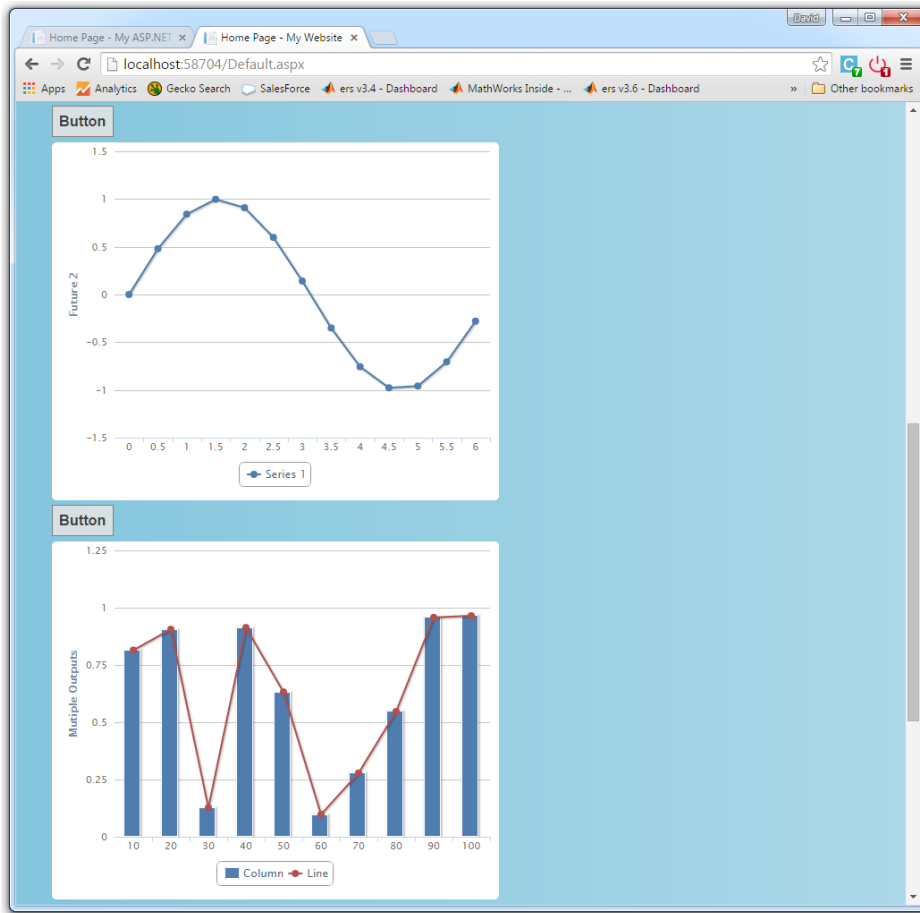 David
Home Page - My ASP.NET × Home Page - My Website ×
localhost:58704/Default.aspx
Apps Analytics Gecko Search SalesForce ers v3.4 - Dashboard MathWorks Inside - ... ers v3.6 - Dashboard » Other bookmarks
7
1
Button
1.5
1
0.5
0
−0.5
−1
−1.5
Future 2
0 0.5 1 1.5 2 2.5 3 3.5 4 4.5 5 5.5 6
Series 1
Button
1.25
1
0.75
0.5
0.25
0
Mutiple Outputs
10 20 30 40 50 60 70 80 90 100
Column Line